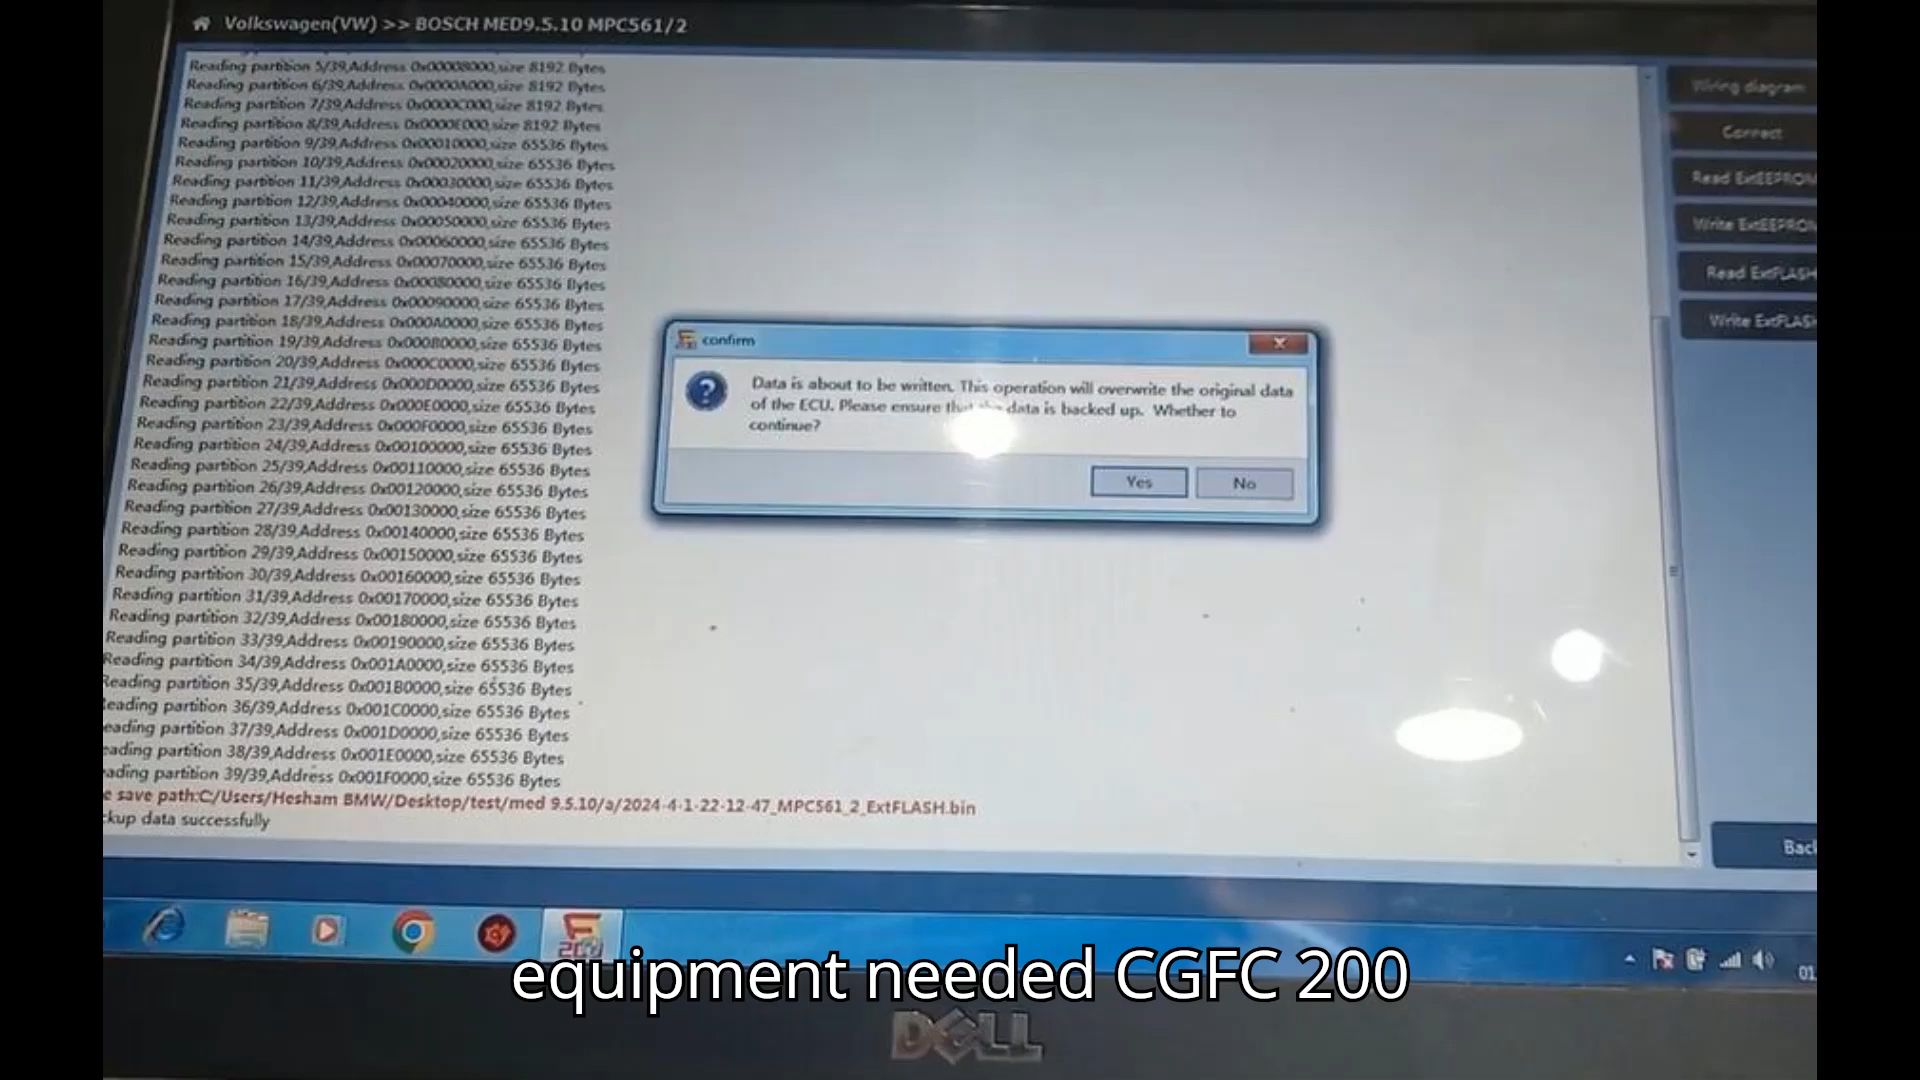 Volkswagen(VW) >> BOSCH MED9.5.10 MPC561/2
Reading partition 5/39,Address 0x00008000,size 8192 Bytes
Reading partition 6/39,Address 0x0000A000,size 8192 Bytes
Reading partition 7/39,Address 0x0000C000,size 8192 Bytes
Reading partition 8/39,Address 0x0000E000,size 8192 Bytes
Reading partition 9/39,Address 0x00010000,size 65536 Bytes
Reading partition 10/39,Address 0x00020000,size 65536 Bytes
Reading partition 11/39,Address 0x00030000,size 65536 Bytes
Reading partition 12/39,Address 0x00040000,size 65536 Bytes
Reading partition 13/39,Address 0x00050000,size 65536 Bytes
Reading partition 14/39,Address 0x00060000,size 65536 Bytes
Reading partition 15/39,Address 0x00070000,size 65536 Bytes
Reading partition 16/39,Address 0x00080000,size 65536 Bytes
Reading partition 17/39,Address 0x00090000,size 65536 Bytes
Reading partition 18/39,Address 0x000A0000,size 65536 Bytes
Reading partition 19/39,Address 0x000B0000,size 65536 Bytes
Reading partition 20/39,Address 0x000C0000,size 65536 Bytes
Reading partition 21/39,Address 0x000D0000,size 65536 Bytes
Reading partition 22/39,Address 0x000E0000,size 65536 Bytes
Reading partition 23/39,Address 0x000F0000,size 65536 Bytes
Reading partition 24/39,Address 0x00100000,size 65536 Bytes
Reading partition 25/39,Address 0x00110000,size 65536 Bytes
Reading partition 26/39,Address 0x00120000,size 65536 Bytes
Reading partition 27/39,Address 0x00130000,size 65536 Bytes
Reading partition 28/39,Address 0x00140000,size 65536 Bytes
Reading partition 29/39,Address 0x00150000,size 65536 Bytes
Reading partition 30/39,Address 0x00160000,size 65536 Bytes
Reading partition 31/39,Address 0x00170000,size 65536 Bytes
Reading partition 32/39,Address 0x00180000,size 65536 Bytes
Reading partition 33/39,Address 0x00190000,size 65536 Bytes
Reading partition 34/39,Address 0x001A0000,size 65536 Bytes
Reading partition 35/39,Address 0x001B0000,size 65536 Bytes
eading partition 36/39,Address 0x001C0000,size 65536 Bytes
eading partition 37/39,Address 0x001D0000,size 65536 Bytes
eading partition 38/39,Address 0x001E0000,size 65536 Bytes
ading partition 39/39,Address 0x001F0000,size 65536 Bytes
e save path:C:/Users/Hesham BMW/Desktop/test/med 9.5.10/a/2024-4-1-22-12-47_MPC561_2_ExtFLASH.bin
kup data successfully
confirm
Data is about to be written. This operation will overwrite the original data
of the ECU. Please ensure that the data is backed up. Whether to
continue?
Yes
No
Wiring diagram
Connect
Read ExtEEPROM
Write ExtEEPROM
Read ExtFLASH
Write ExtFLASH
Back
01
equipment needed CGFC 200
DELL